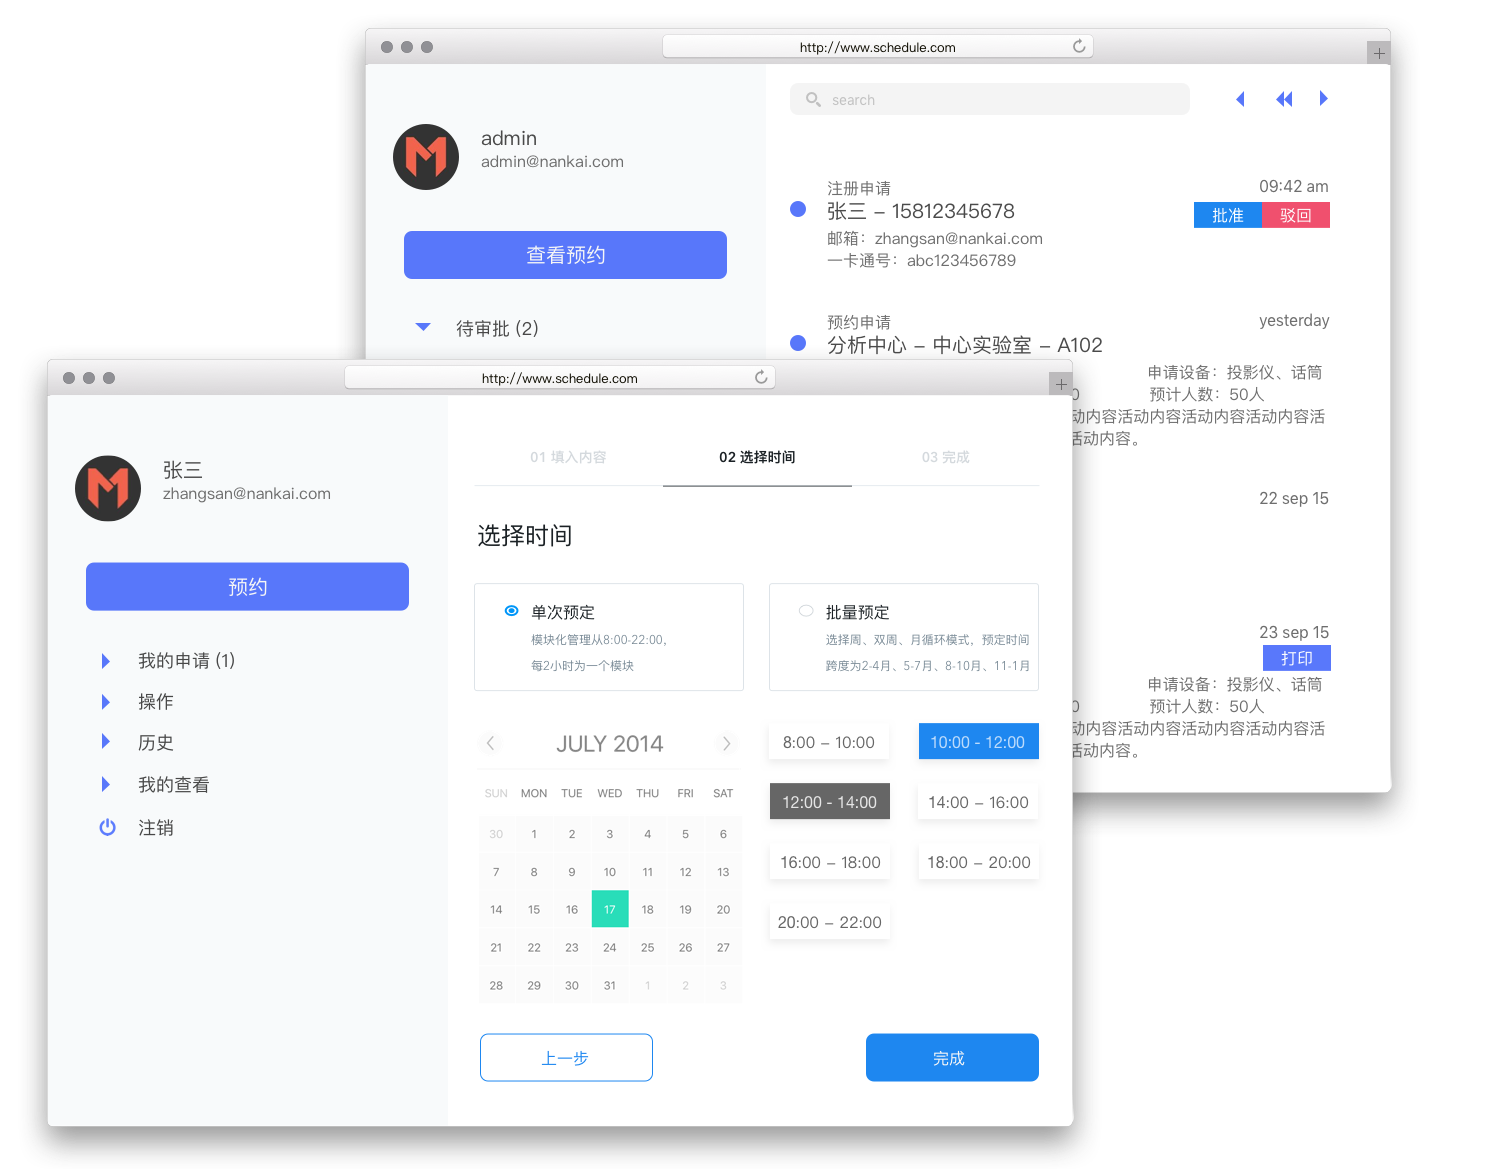 http://www.schedule.com
+
admin
admin@nankai.com
查看预约
待审批 (2)
search
注册申请
09:42 am
张三 – 15812345678
批准
驳回
邮箱：zhangsan@nankai.com
一卡通号：abc123456789
预约申请
yesterday
分析中心 – 中心实验室 – A102
申请设备：投影仪、话筒
0
预计人数：50人
动内容活动内容活动内容活动内容活
活动内容。
22 sep 15
23 sep 15
打印
申请设备：投影仪、话筒
0
预计人数：50人
动内容活动内容活动内容活动内容活
活动内容。
http://www.schedule.com
+
张三
zhangsan@nankai.com
预约
我的申请 (1)
操作
历史
我的查看
注销
01 填入内容
02 选择时间
03 完成
选择时间
单次预定
模块化管理从8:00-22:00，
每2小时为一个模块
批量预定
选择周、双周、月循环模式，预定时间
跨度为2-4月、5-7月、8-10月、11-1月
JULY 2014
SUN MON TUE WED THU FRI SAT
30 1 2 3 4 5 6
7 8 9 10 11 12 13
14 15 16 17 18 19 20
21 22 23 24 25 26 27
28 29 30 31 1 2 3
8:00 – 10:00
10:00 - 12:00
12:00 - 14:00
14:00 – 16:00
16:00 – 18:00
18:00 – 20:00
20:00 – 22:00
上一步
完成